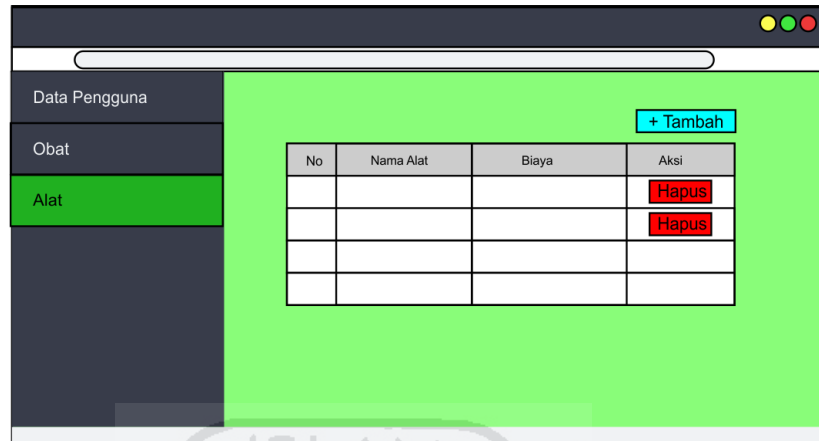 Data Pengguna
Obat
Alat
+ Tambah
No Nama Alat Biaya Aksi
Hapus
Hapus